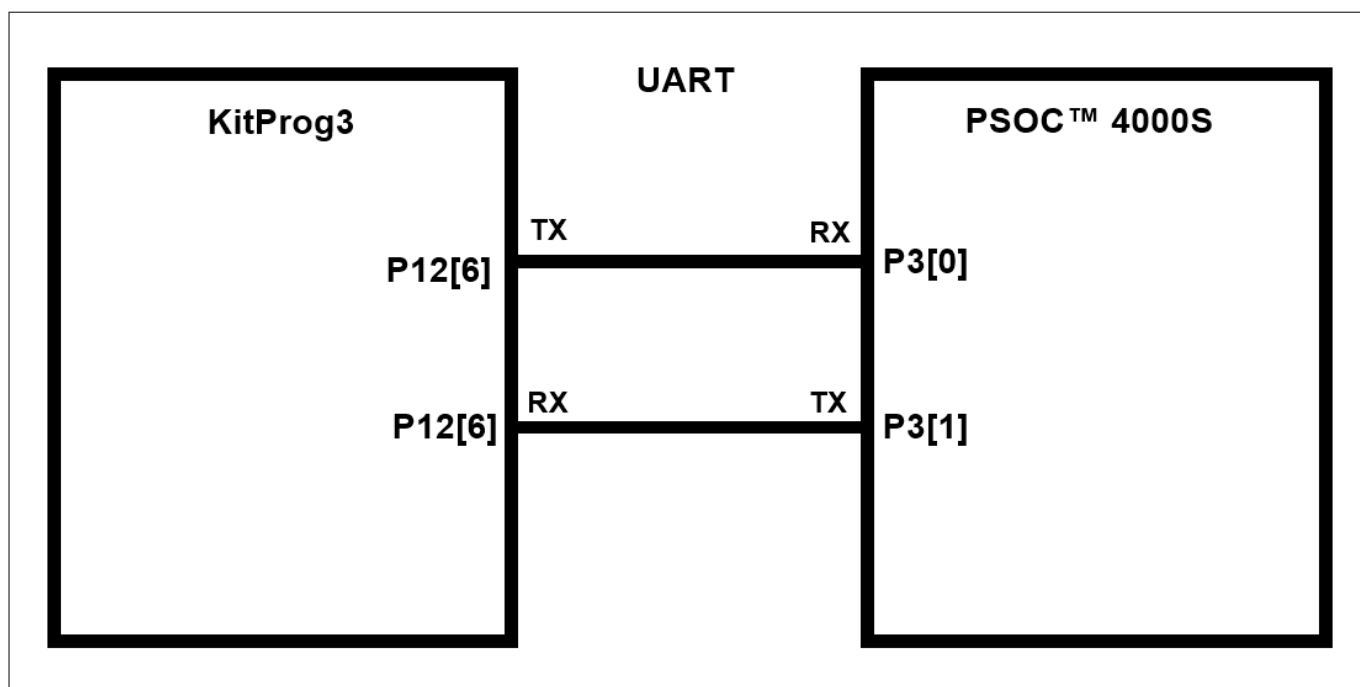 UART
KitProg3
PSOC™ 4000S
TX
RX
P12[6]
P3[0]
RX
TX
P12[6]
P3[1]